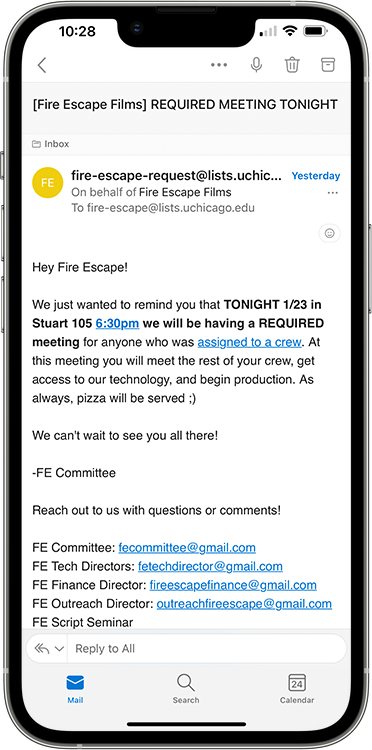 10:28
[Fire Escape Films] REQUIRED MEETING TONIGHT
Inbox
FE
fire-escape-request@lists.uchic...
Yesterday
On behalf of Fire Escape Films
To fire-escape@lists.uchicago.edu
Hey Fire Escape!
We just wanted to remind you that TONIGHT 1/23 in
Stuart 105 6:30pm we will be having a REQUIRED
meeting for anyone who was assigned to a crew. At
this meeting you will meet the rest of your crew, get
access to our technology, and begin production. As
always, pizza will be served ;)
We can't wait to see you all there!
-FE Committee
Reach out to us with questions or comments!
FE Committee: fecommittee@gmail.com
FE Tech Directors: fetechdirector@gmail.com
FE Finance Director: fireescapefinance@gmail.com
FE Outreach Director: outreachfireescape@gmail.com
FE Script Seminar
Reply to All
24
Mail
Search
Calendar